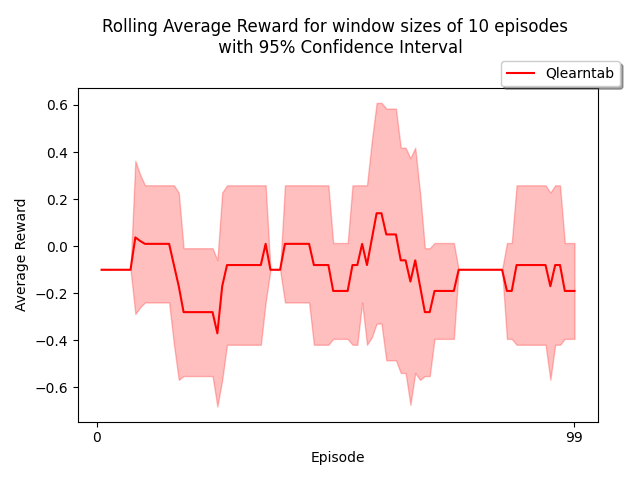 Rolling Average Reward for window sizes of 10 episodes
with 95% Confidence Interval
Qlearntab
0.6
0.4
0.2
0.0
−0.2
−0.4
−0.6
Average Reward
0
99
Episode